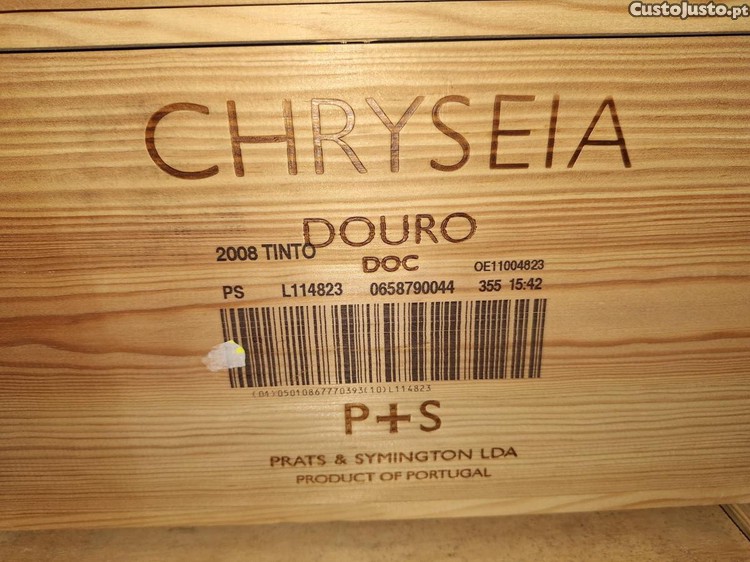 CustoJusto.pt
CHRYSEIA
DOURO
2008 TINTO
DOC
OE11004823
PS L114823 0658790044 355 15:42
(01)05010867770393(10)L114823
P+S
PRATS & SYMINGTON LDA
PRODUCT OF PORTUGAL